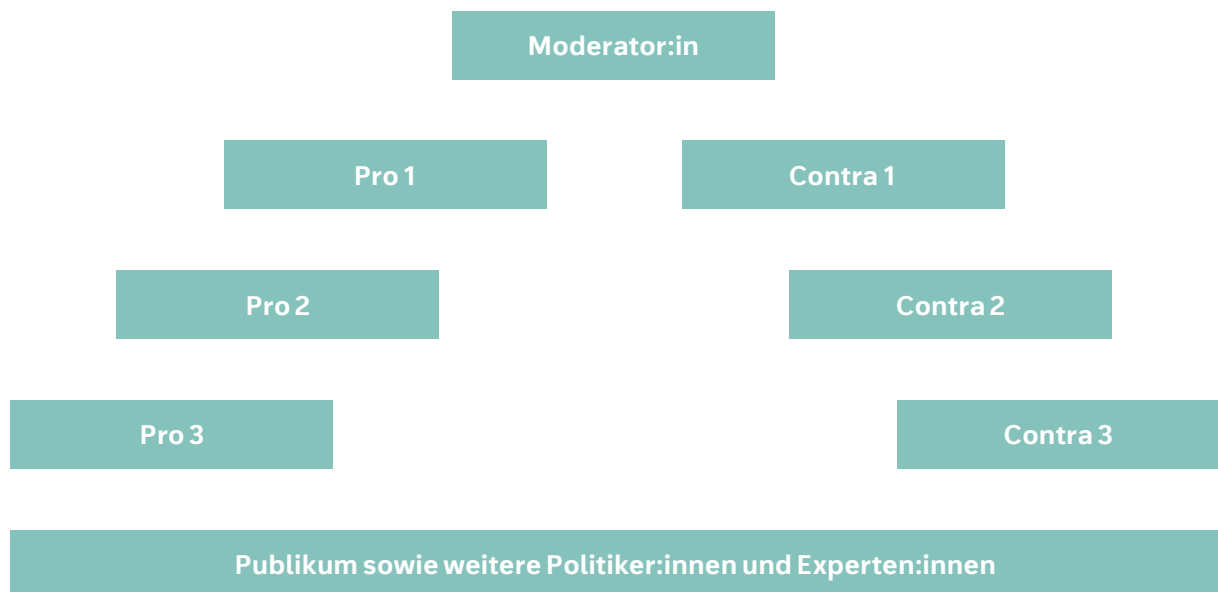 Moderator:in
Pro 1
Contra 1
Pro 2
Contra 2
Pro 3
Contra 3
Publikum sowie weitere Politiker:innen und Experten:innen